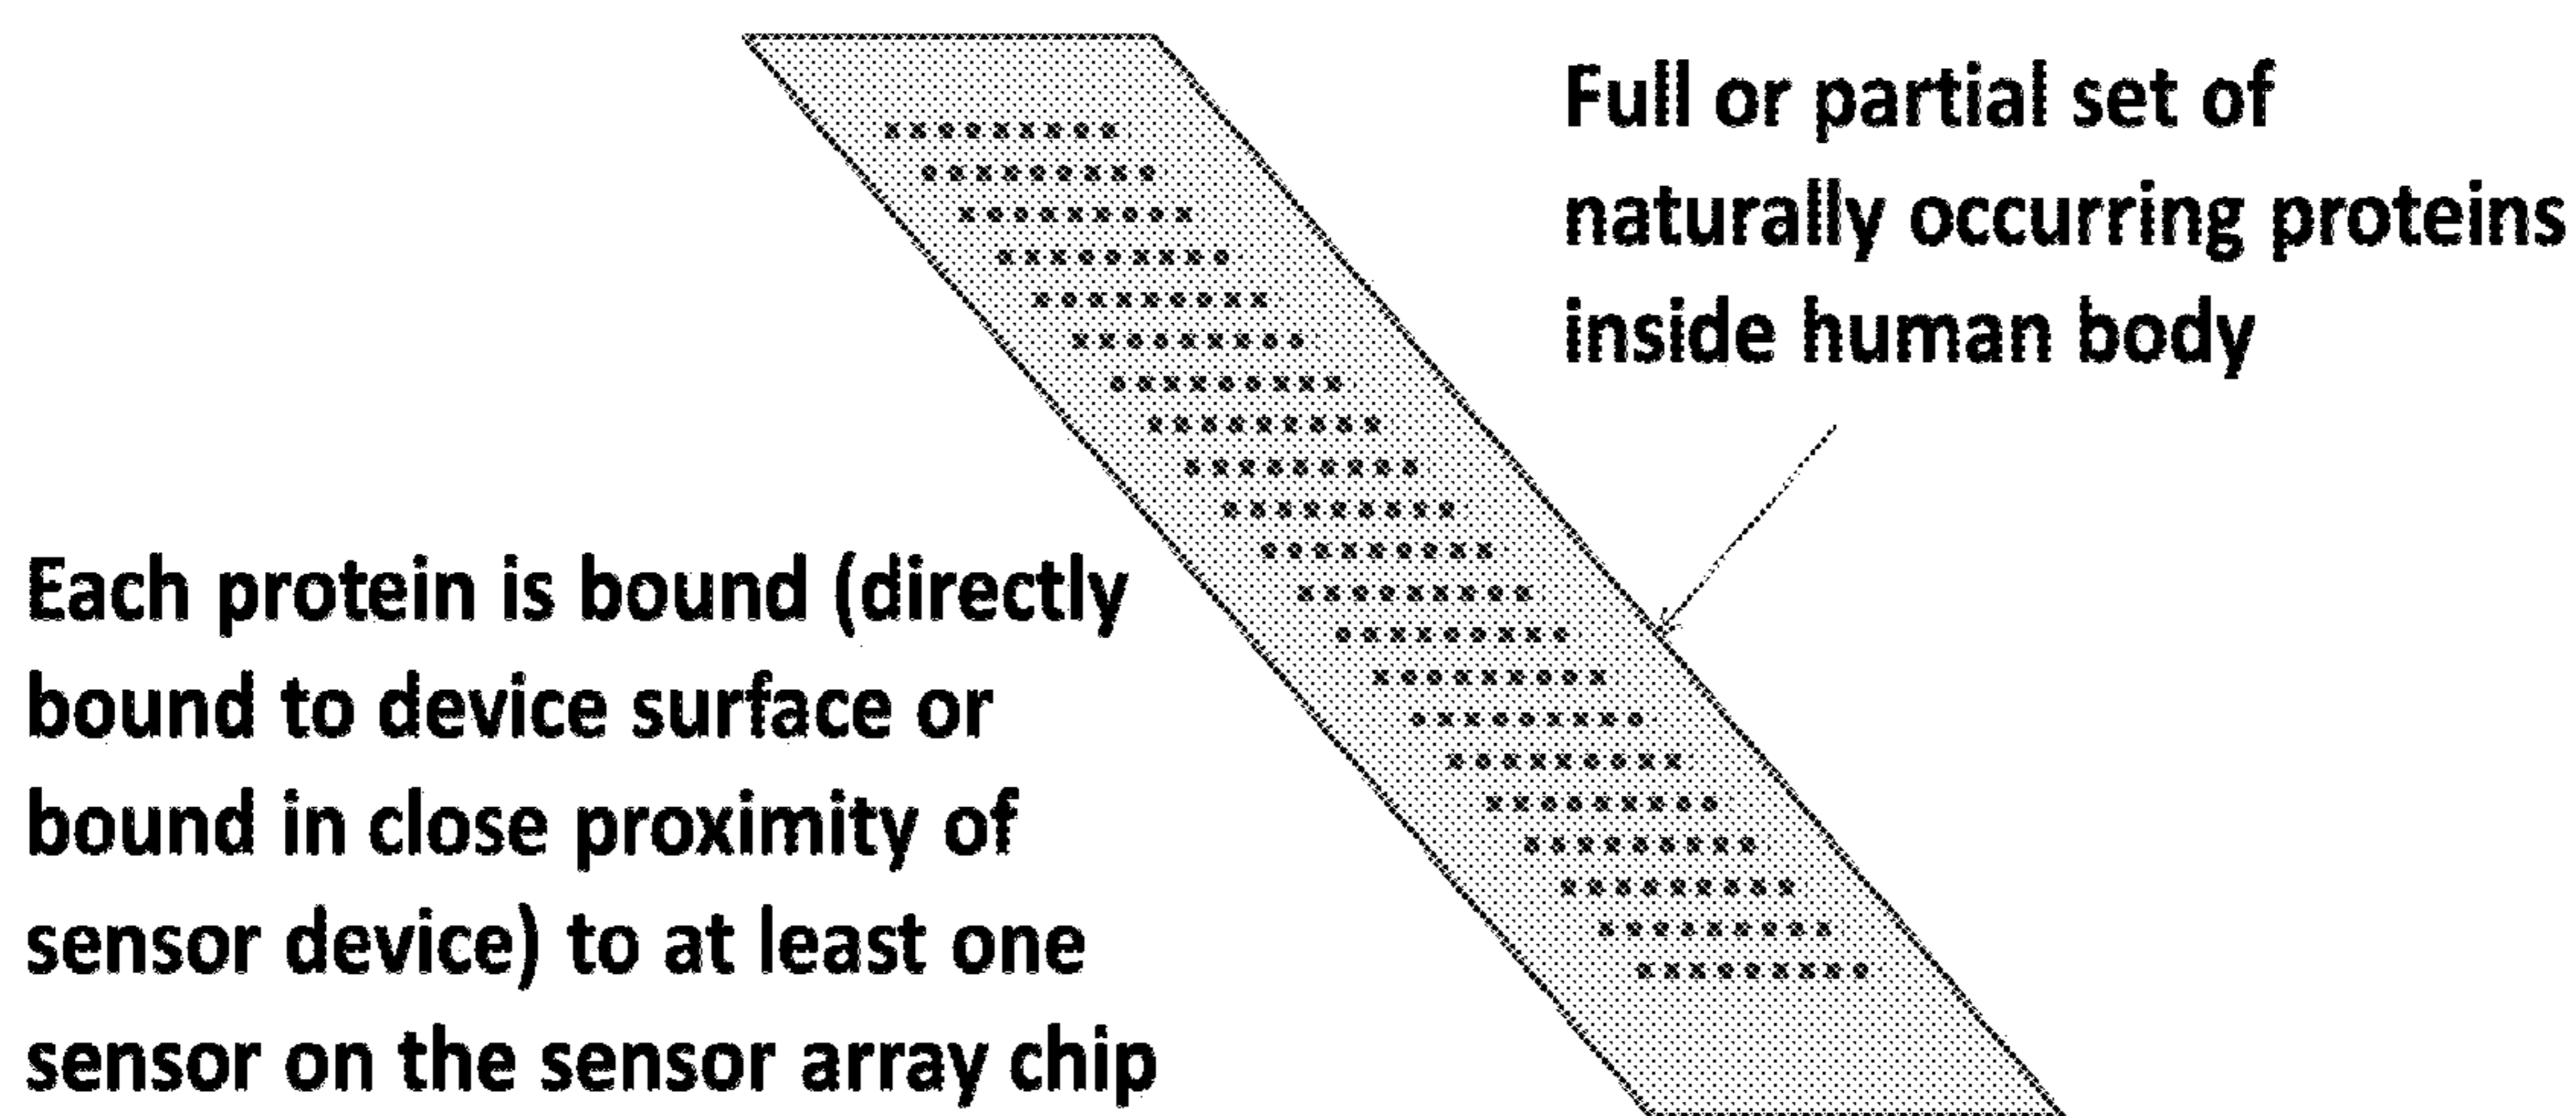 Full or partial set of
naturally occurring proteins
inside human body
Each protein is bound (directly
bound to device surface or
bound in close proximity of
sensor device) to at least one
sensor on the sensor array chip